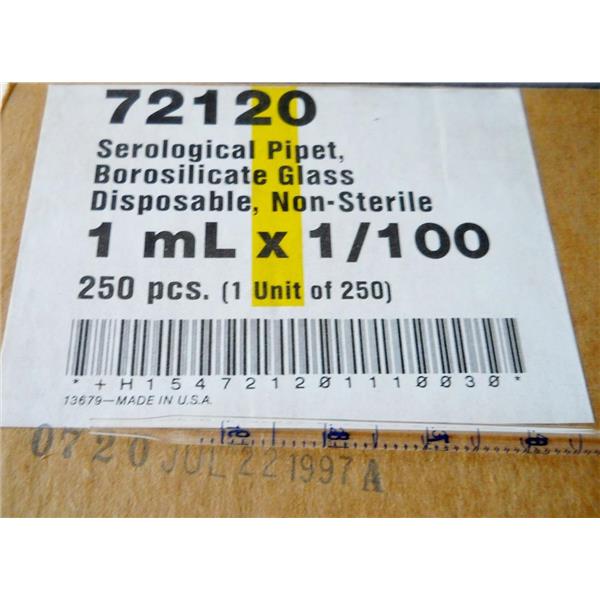 72120
Serological Pipet,
Borosilicate Glass
Disposable, Non-Sterile
1 mL x 1/100
250 pcs. (1 Unit of 250)
*+H154721201110030*
13679—MADE IN U.S.A.
0720 JUL 22 1997 A